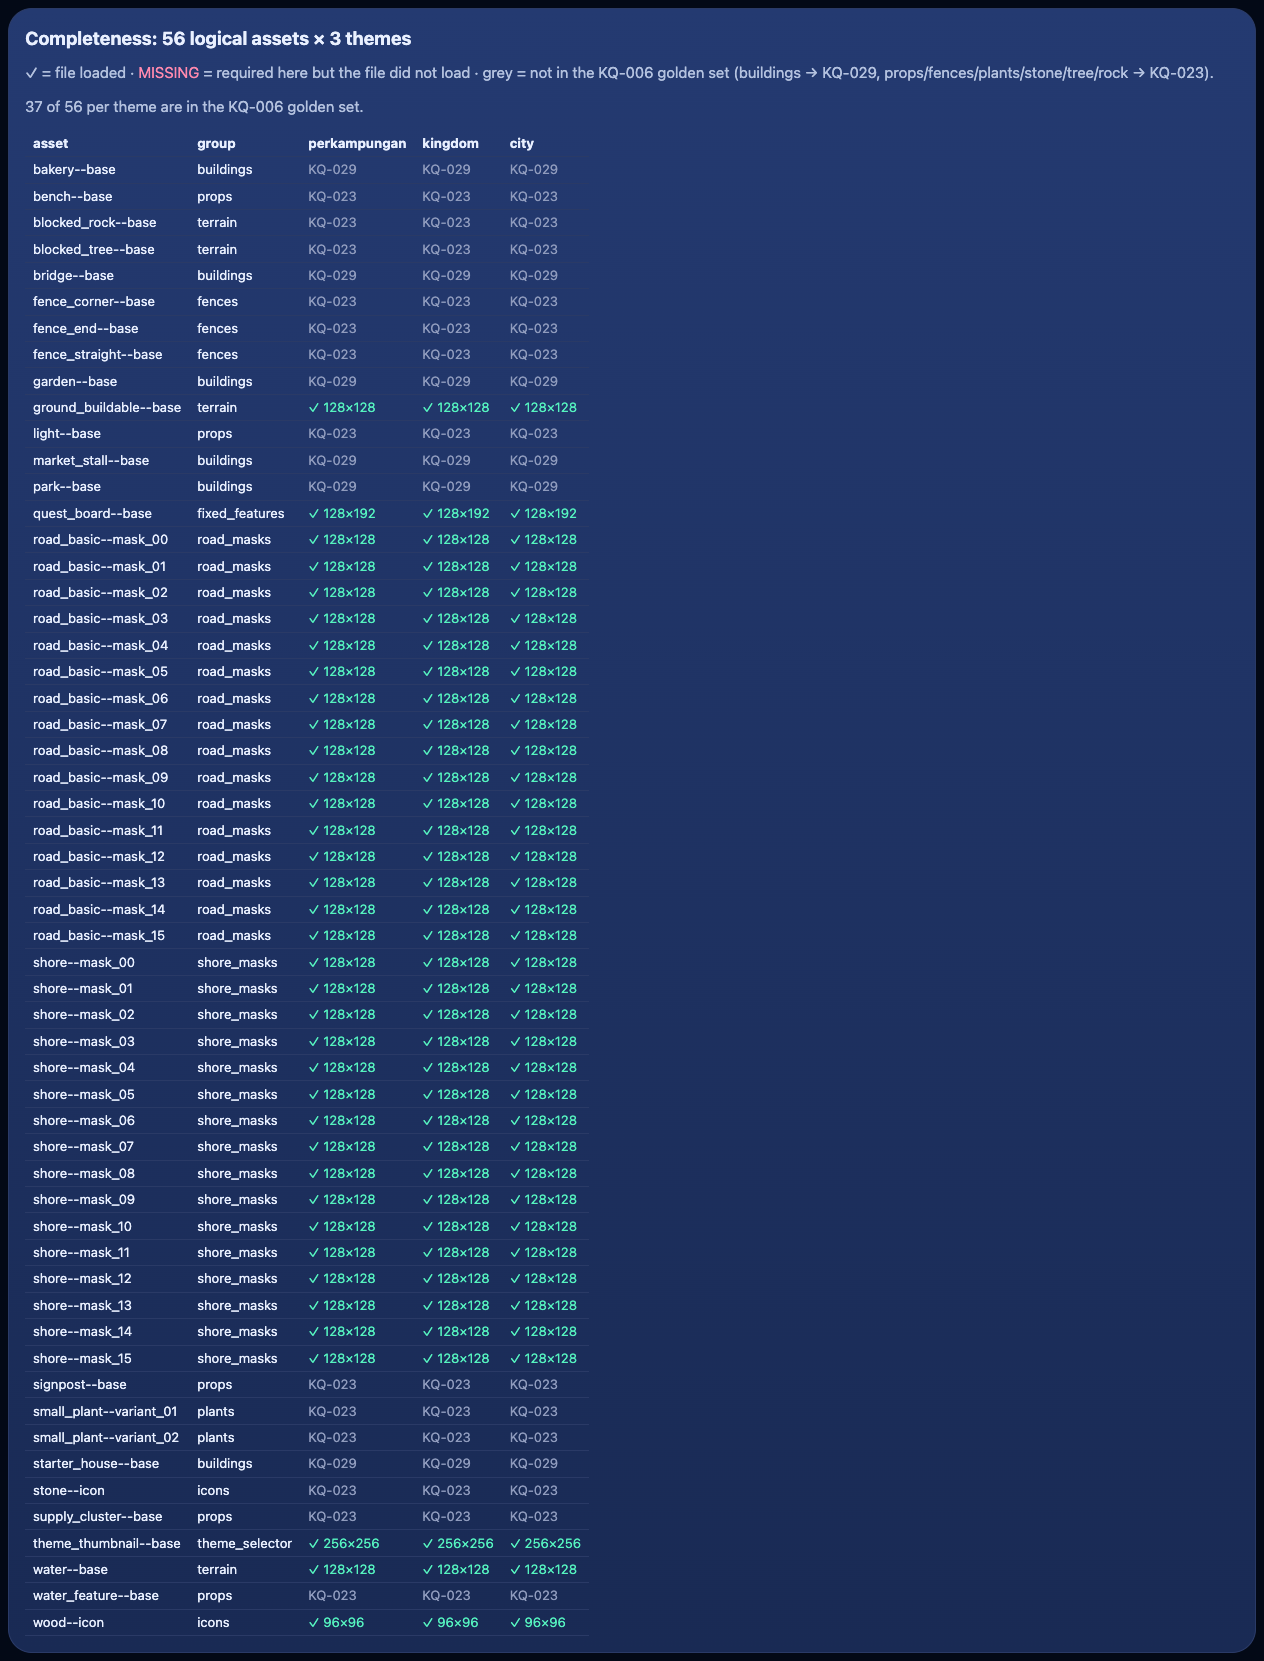 Completeness: 56 logical assets × 3 themes
✓ = file loaded · MISSING = required here but the file did not load · grey = not in the KQ-006 golden set (buildings → KQ-029, props/fences/plants/stone/tree/rock → KQ-023).
37 of 56 per theme are in the KQ-006 golden set.
asset group perkampungan kingdom city
bakery--base buildings KQ-029 KQ-029 KQ-029
bench--base props KQ-023 KQ-023 KQ-023
blocked_rock--base terrain KQ-023 KQ-023 KQ-023
blocked_tree--base terrain KQ-023 KQ-023 KQ-023
bridge--base buildings KQ-029 KQ-029 KQ-029
fence_corner--base fences KQ-023 KQ-023 KQ-023
fence_end--base fences KQ-023 KQ-023 KQ-023
fence_straight--base fences KQ-023 KQ-023 KQ-023
garden--base buildings KQ-029 KQ-029 KQ-029
ground_buildable--base terrain ✓ 128×128 ✓ 128×128 ✓ 128×128
light--base props KQ-023 KQ-023 KQ-023
market_stall--base buildings KQ-029 KQ-029 KQ-029
park--base buildings KQ-029 KQ-029 KQ-029
quest_board--base fixed_features ✓ 128×192 ✓ 128×192 ✓ 128×192
road_basic--mask_00 road_masks ✓ 128×128 ✓ 128×128 ✓ 128×128
road_basic--mask_01 road_masks ✓ 128×128 ✓ 128×128 ✓ 128×128
road_basic--mask_02 road_masks ✓ 128×128 ✓ 128×128 ✓ 128×128
road_basic--mask_03 road_masks ✓ 128×128 ✓ 128×128 ✓ 128×128
road_basic--mask_04 road_masks ✓ 128×128 ✓ 128×128 ✓ 128×128
road_basic--mask_05 road_masks ✓ 128×128 ✓ 128×128 ✓ 128×128
road_basic--mask_06 road_masks ✓ 128×128 ✓ 128×128 ✓ 128×128
road_basic--mask_07 road_masks ✓ 128×128 ✓ 128×128 ✓ 128×128
road_basic--mask_08 road_masks ✓ 128×128 ✓ 128×128 ✓ 128×128
road_basic--mask_09 road_masks ✓ 128×128 ✓ 128×128 ✓ 128×128
road_basic--mask_10 road_masks ✓ 128×128 ✓ 128×128 ✓ 128×128
road_basic--mask_11 road_masks ✓ 128×128 ✓ 128×128 ✓ 128×128
road_basic--mask_12 road_masks ✓ 128×128 ✓ 128×128 ✓ 128×128
road_basic--mask_13 road_masks ✓ 128×128 ✓ 128×128 ✓ 128×128
road_basic--mask_14 road_masks ✓ 128×128 ✓ 128×128 ✓ 128×128
road_basic--mask_15 road_masks ✓ 128×128 ✓ 128×128 ✓ 128×128
shore--mask_00 shore_masks ✓ 128×128 ✓ 128×128 ✓ 128×128
shore--mask_01 shore_masks ✓ 128×128 ✓ 128×128 ✓ 128×128
shore--mask_02 shore_masks ✓ 128×128 ✓ 128×128 ✓ 128×128
shore--mask_03 shore_masks ✓ 128×128 ✓ 128×128 ✓ 128×128
shore--mask_04 shore_masks ✓ 128×128 ✓ 128×128 ✓ 128×128
shore--mask_05 shore_masks ✓ 128×128 ✓ 128×128 ✓ 128×128
shore--mask_06 shore_masks ✓ 128×128 ✓ 128×128 ✓ 128×128
shore--mask_07 shore_masks ✓ 128×128 ✓ 128×128 ✓ 128×128
shore--mask_08 shore_masks ✓ 128×128 ✓ 128×128 ✓ 128×128
shore--mask_09 shore_masks ✓ 128×128 ✓ 128×128 ✓ 128×128
shore--mask_10 shore_masks ✓ 128×128 ✓ 128×128 ✓ 128×128
shore--mask_11 shore_masks ✓ 128×128 ✓ 128×128 ✓ 128×128
shore--mask_12 shore_masks ✓ 128×128 ✓ 128×128 ✓ 128×128
shore--mask_13 shore_masks ✓ 128×128 ✓ 128×128 ✓ 128×128
shore--mask_14 shore_masks ✓ 128×128 ✓ 128×128 ✓ 128×128
shore--mask_15 shore_masks ✓ 128×128 ✓ 128×128 ✓ 128×128
signpost--base props KQ-023 KQ-023 KQ-023
small_plant--variant_01 plants KQ-023 KQ-023 KQ-023
small_plant--variant_02 plants KQ-023 KQ-023 KQ-023
starter_house--base buildings KQ-029 KQ-029 KQ-029
stone--icon icons KQ-023 KQ-023 KQ-023
supply_cluster--base props KQ-023 KQ-023 KQ-023
theme_thumbnail--base theme_selector ✓ 256×256 ✓ 256×256 ✓ 256×256
water--base terrain ✓ 128×128 ✓ 128×128 ✓ 128×128
water_feature--base props KQ-023 KQ-023 KQ-023
wood--icon icons ✓ 96×96 ✓ 96×96 ✓ 96×96